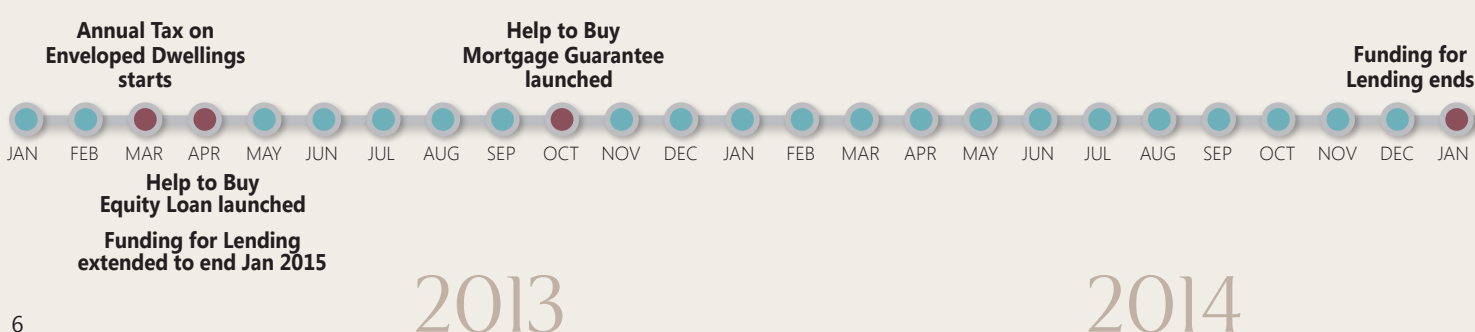 Annual Tax on
Enveloped Dwellings
starts
Help to Buy
Mortgage Guarantee
launched
Funding for
Lending ends
JAN FEB MAR APR MAY JUN JUL AUG SEP OCT NOV DEC JAN FEB MAR APR MAY JUN JUL AUG SEP OCT NOV DEC JAN
Help to Buy
Equity Loan launched
Funding for Lending
extended to end Jan 2015
2013 2014
6